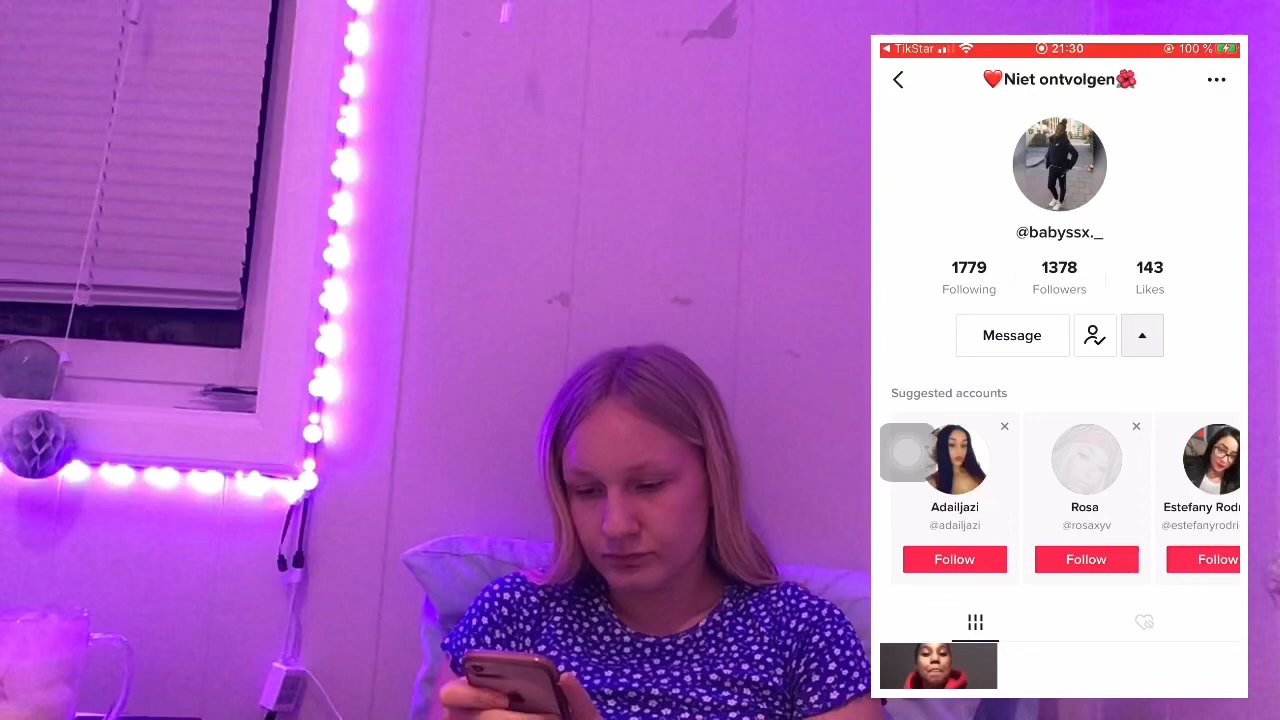 TikStar 21:30 100 %
❤️Niet ontvolgen🌺
@babyssx._
1779 1378 143
Following Followers Likes
Message
Suggested accounts
Adailjazi Rosa Estefany Rodr
@adailjazi @rosaxyv @estefanyrodri
Follow Follow Follow